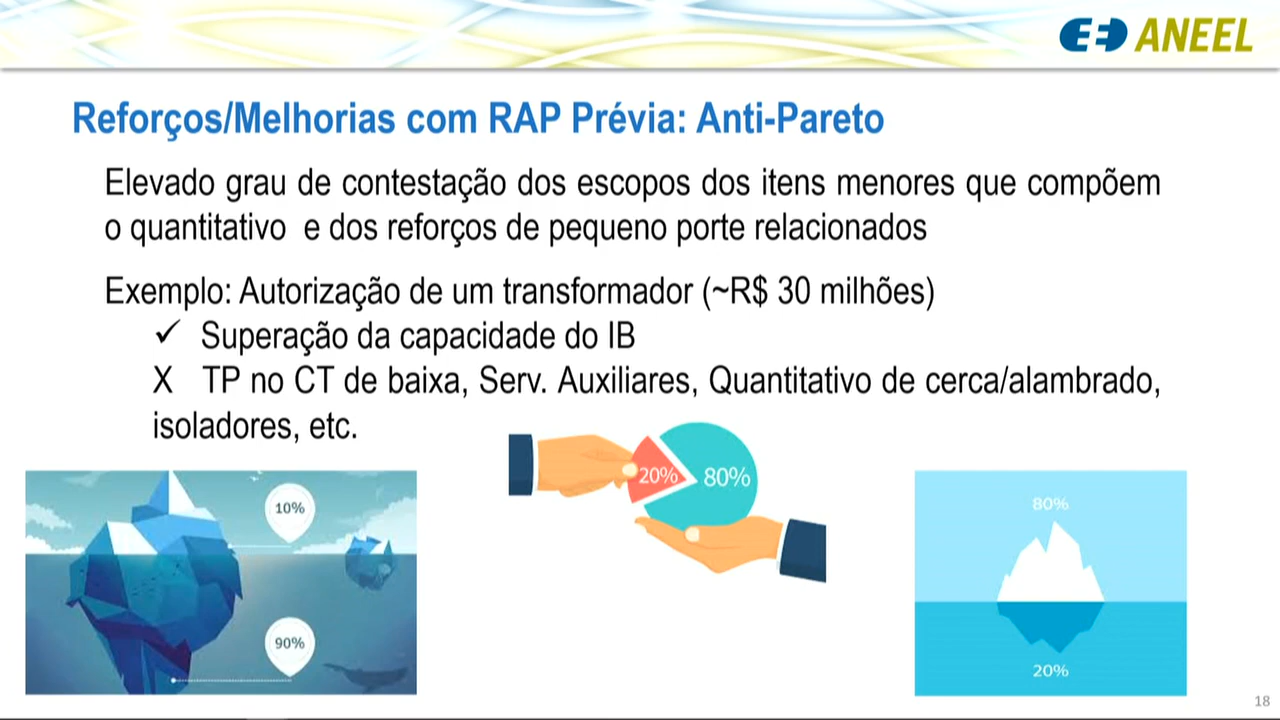 ANEEL
Reforços/Melhorias com RAP Prévia: Anti-Pareto
Elevado grau de contestação dos escopos dos itens menores que compõem
o quantitativo e dos reforços de pequeno porte relacionados
Exemplo: Autorização de um transformador (~R$ 30 milhões)
✓ Superação da capacidade do IB
X TP no CT de baixa, Serv. Auxiliares, Quantitativo de cerca/alambrado,
isoladores, etc.
10%
90%
20%
80%
80%
20%
18